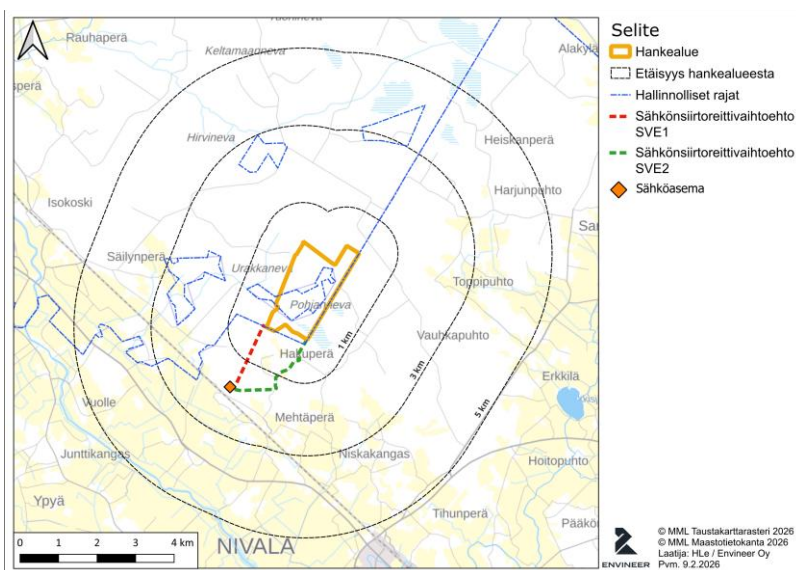 Keltamaanneva
Rauhaperä
Alakylä
Hirvineva
Heiskanperä
Isokoski
Harjunpuhto
Säilynperä
Urakkaneva
Toppipuhto
Pohjanneva
Vauhkapuhto
Hakuperä
1 km
3 km
5 km
Erkkilä
Vuolle
Mehtäperä
Junttikangas
Niskakangas
Hoitopuhto
Ypyä
Tihunperä
NIVALA
0 1 2 3 4 km
Selite
Hankealue
Etäisyys hankealueesta
Hallinnolliset rajat
Sähkönsiirtoreittivaihtoehto
SVE1
Sähkönsiirtoreittivaihtoehto
SVE2
Sähköasema
ENVINEER
© MML Taustakarttarasteri 2026
© MML Maastotietokanta 2026
Laatija: HLe / Envineer Oy
Pvm. 9.2.2026